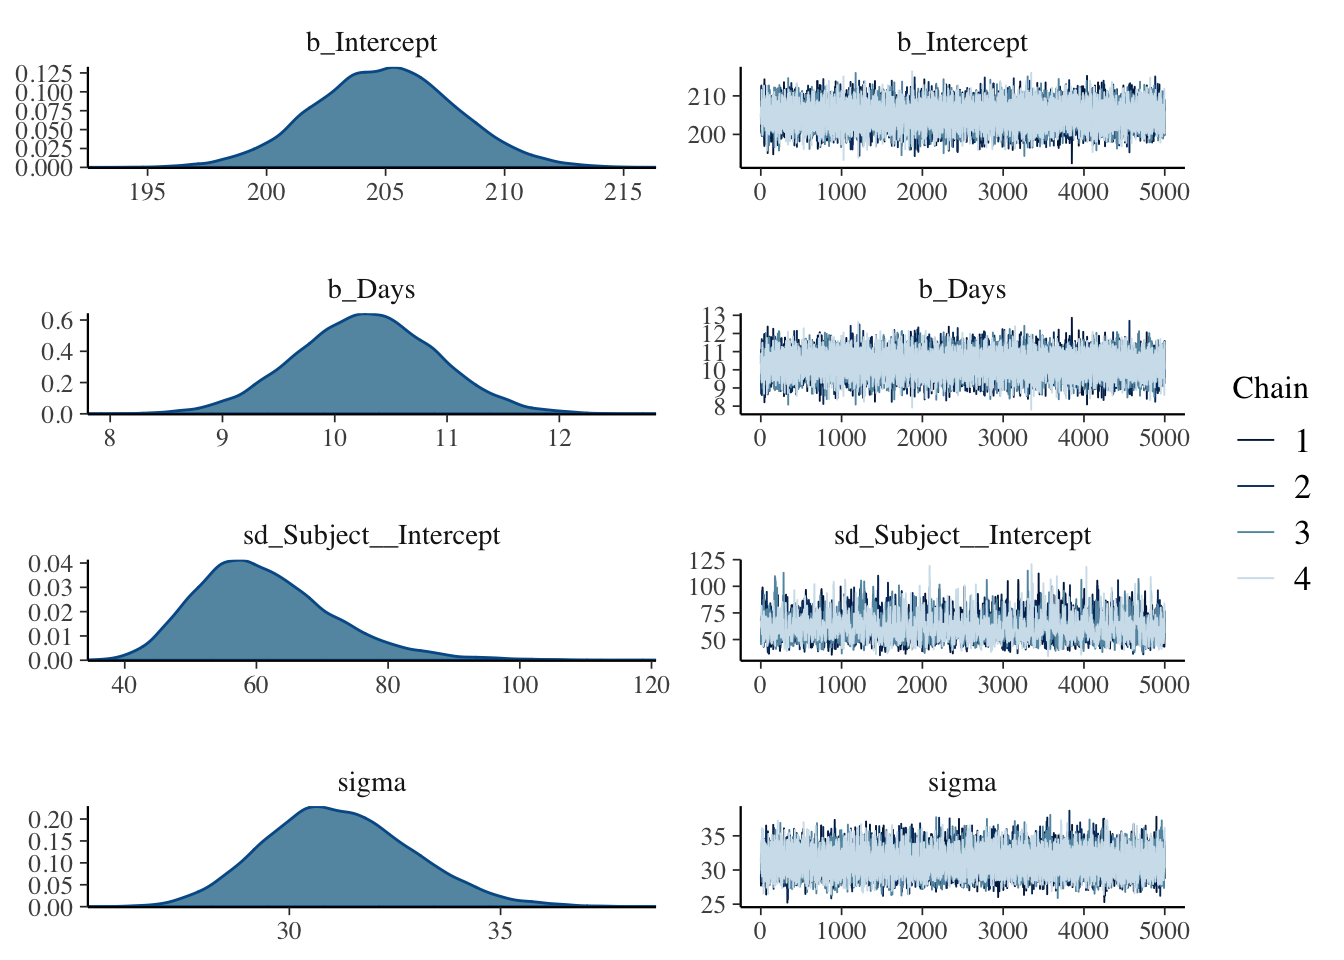 b_Intercept
0.125
0.100
0.075
0.050
0.025
0.000
195 200 205 210 215
b_Intercept
210
200
0 1000 2000 3000 4000 5000
b_Days
0.6
0.4
0.2
0.0
8 9 10 11 12
b_Days
13
12
11
10
9
8
0 1000 2000 3000 4000 5000
sd_Subject__Intercept
0.04
0.03
0.02
0.01
0.00
40 60 80 100 120
sd_Subject__Intercept
125
100
75
50
0 1000 2000 3000 4000 5000
sigma
0.20
0.15
0.10
0.05
0.00
30 35
sigma
35
30
25
0 1000 2000 3000 4000 5000
Chain
1
2
3
4